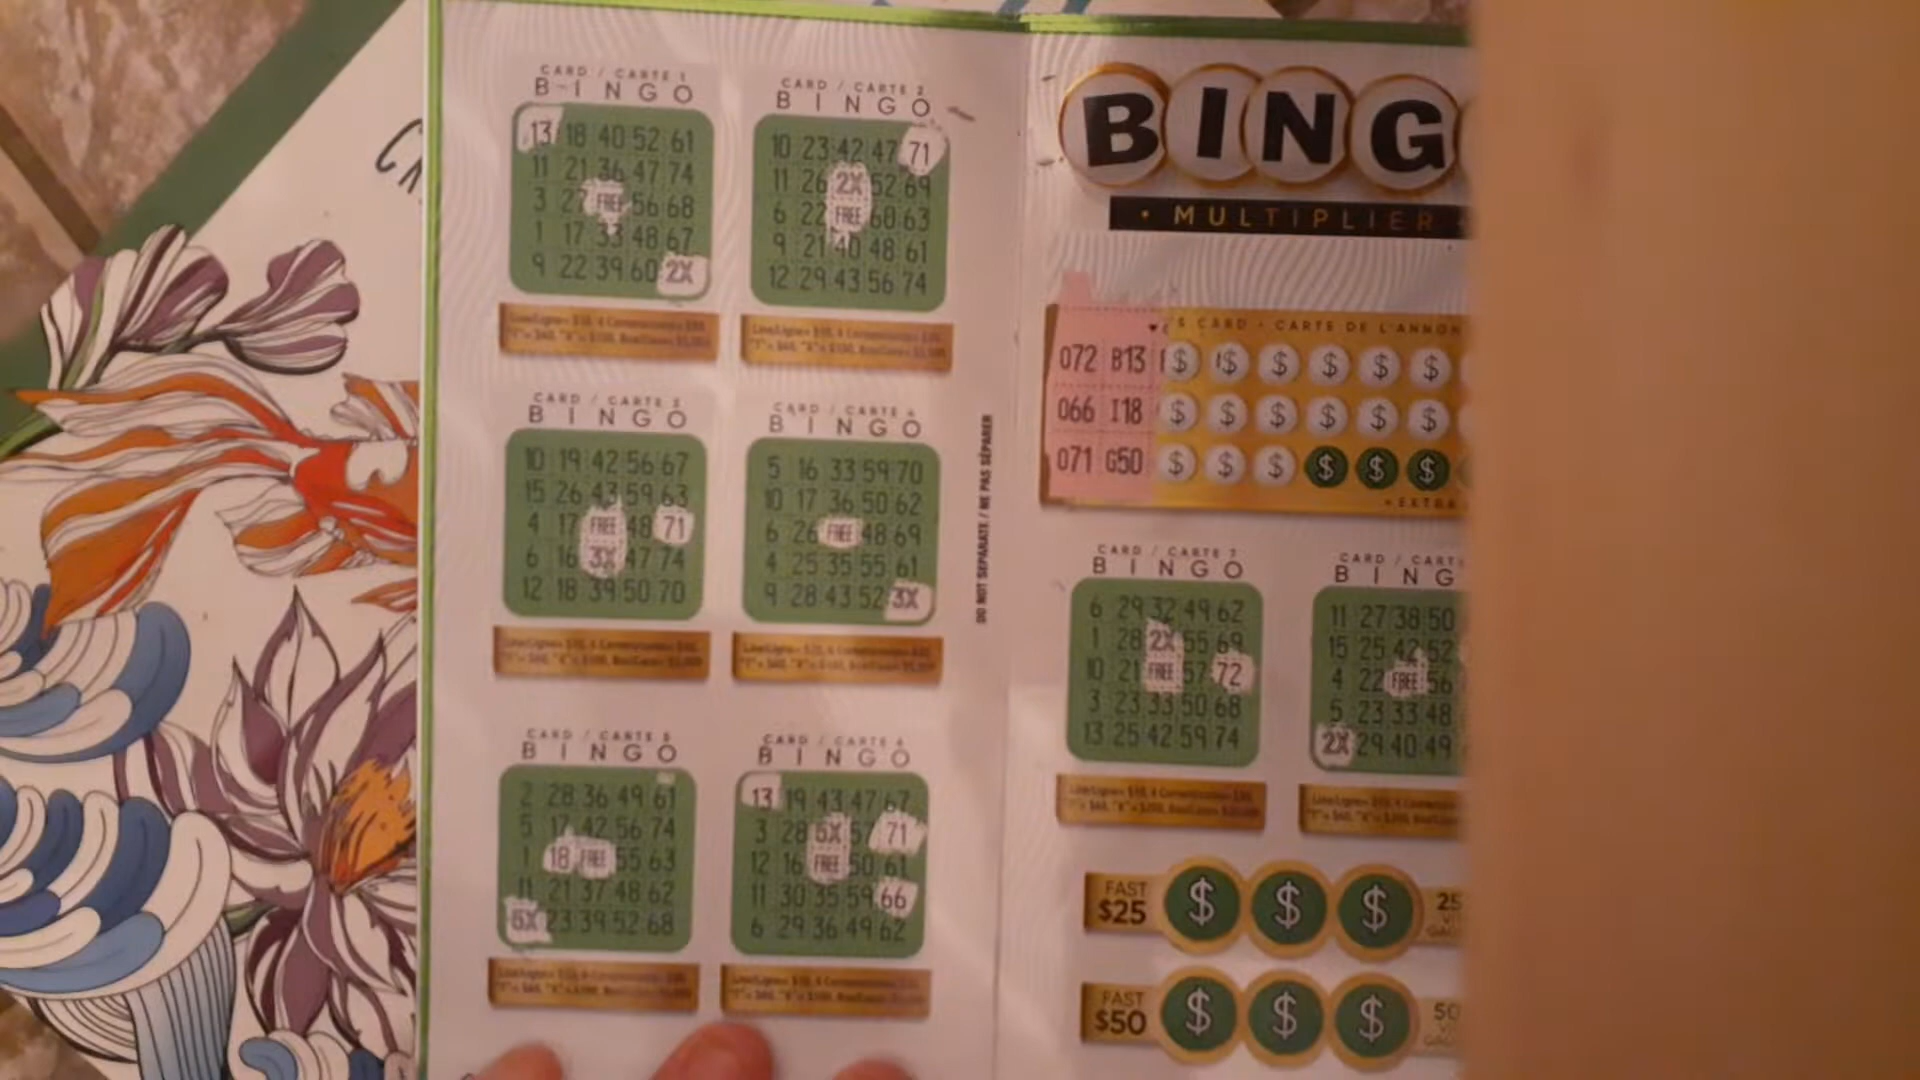 CARD / CARTE 1
B I N G O
13 18 40 52 61
11 21 36 47 74
3 27 FREE 56 68
1 17 33 48 67
9 22 39 60 2X
CARD / CARTE 2
B I N G O
10 23 42 47 71
11 26 2X 52 69
6 22 FREE 60 63
9 21 40 48 61
12 29 43 56 74
CARD / CARTE 3
B I N G O
10 19 42 56 67
15 26 43 59 63
4 17 FREE 48 71
6 16 3X 47 74
12 18 39 50 70
CARD / CARTE 4
B I N G O
5 16 33 59 70
10 17 36 50 62
6 26 FREE 48 69
4 25 35 55 61
9 28 43 52 3X
CARD / CARTE 5
B I N G O
2 28 36 49 61
5 17 42 56 74
1 18 FREE 55 63
11 21 37 48 62
5X 23 39 52 68
CARD / CARTE 6
B I N G O
13 19 43 47 67
3 28 5X 57 71
12 16 FREE 50 61
11 30 35 59 66
6 29 36 49 62
DO NOT SEPARATE / NE PAS SÉPARER
BING
• MULTIPLIER
CARD • CARTE DE L'ANNON
072 B13
066 I18
071 G50
EXTRA
CARD / CARTE 7
B I N G O
6 29 32 49 62
1 28 2X 55 69
10 21 FREE 57 72
3 23 33 50 68
13 25 42 59 74
CARD / CART
B I N G
11 27 38 50
15 25 42 52
4 22 FREE 56
5 23 33 48
2X 29 40 49
FAST
$25
$ $ $
25
FAST
$50
$ $ $
50